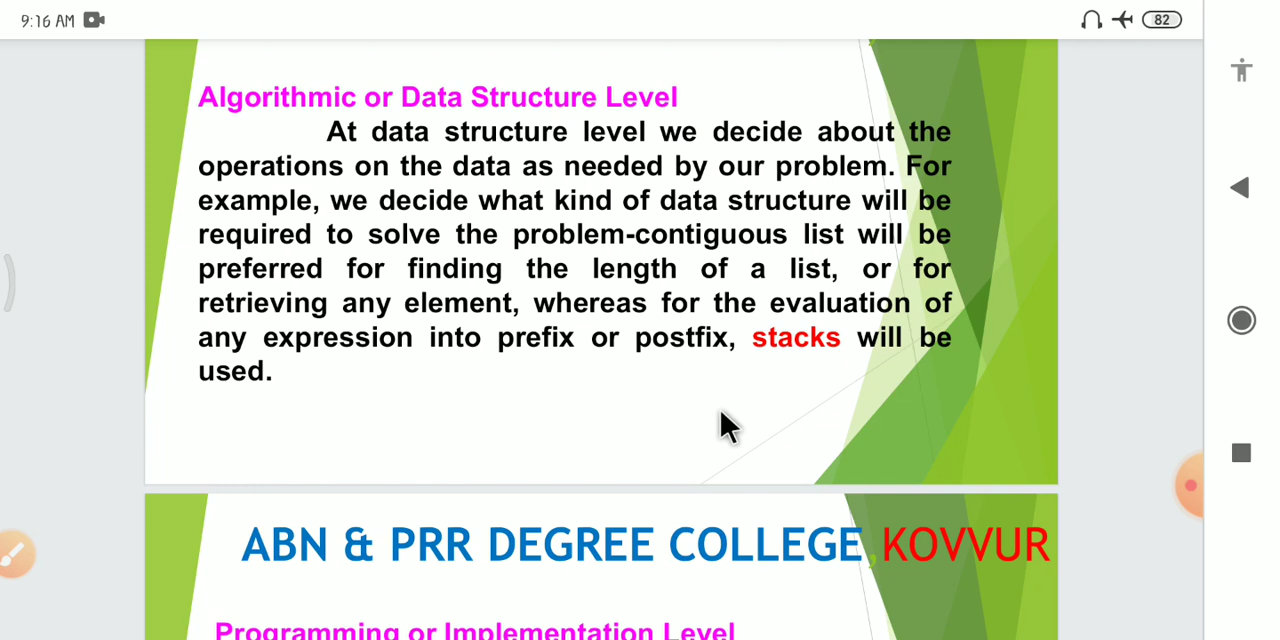 9:16 AM
82
Algorithmic or Data Structure Level
At data structure level we decide about the
operations on the data as needed by our problem. For
example, we decide what kind of data structure will be
required to solve the problem-contiguous list will be
preferred for finding the length of a list, or for
retrieving any element, whereas for the evaluation of
any expression into prefix or postfix, stacks will be
used.
ABN & PRR DEGREE COLLEGE,KOVVUR
Programming or Implementation Level